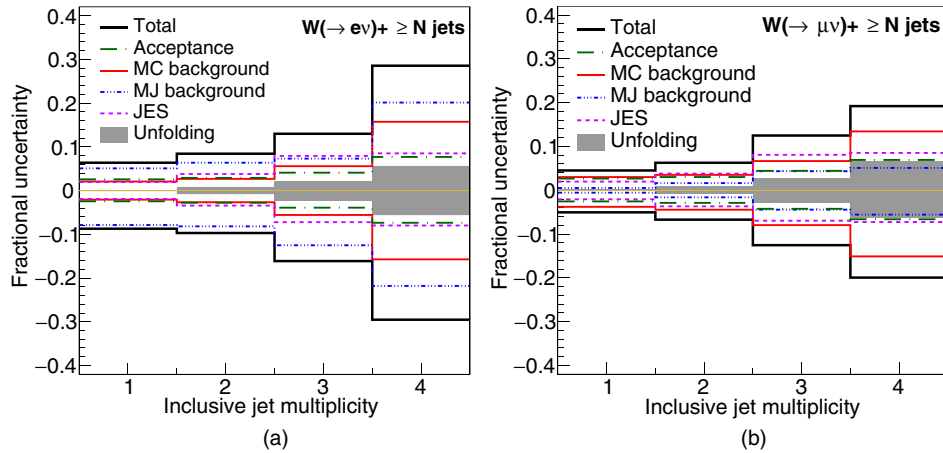 W(→ eν)+ ≥ N jets
Total
Acceptance
MC background
MJ background
JES
Unfolding
Fractional uncertainty
0.4
0.3
0.2
0.1
0
−0.1
−0.2
−0.3
−0.4
1 2 3 4
Inclusive jet multiplicity
(a)
W(→ μν)+ ≥ N jets
Total
Acceptance
MC background
MJ background
JES
Unfolding
Fractional uncertainty
0.4
0.3
0.2
0.1
0
−0.1
−0.2
−0.3
−0.4
1 2 3 4
Inclusive jet multiplicity
(b)